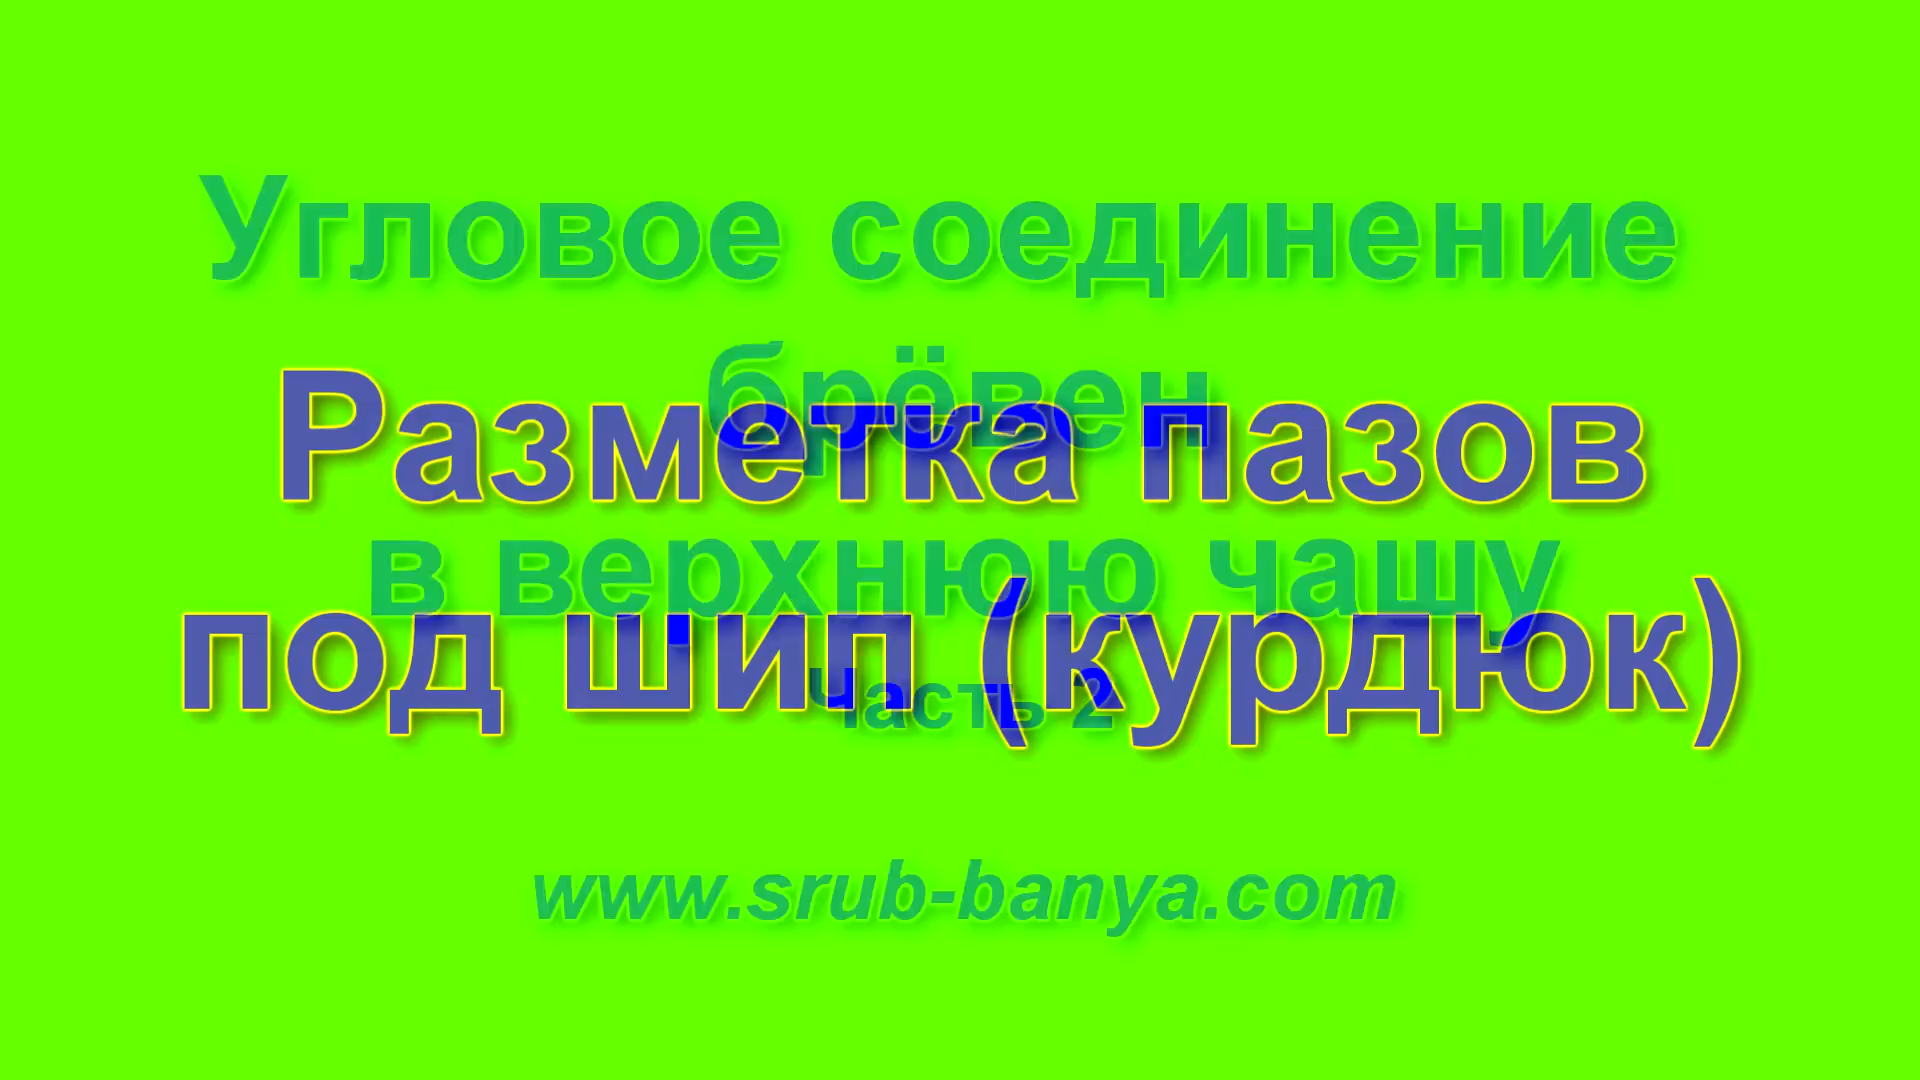 Угловое соединение
брёвен
Разметка пазов
в верхнюю чашу
под шип (курдюк)
Часть 2
www.srub-banya.com